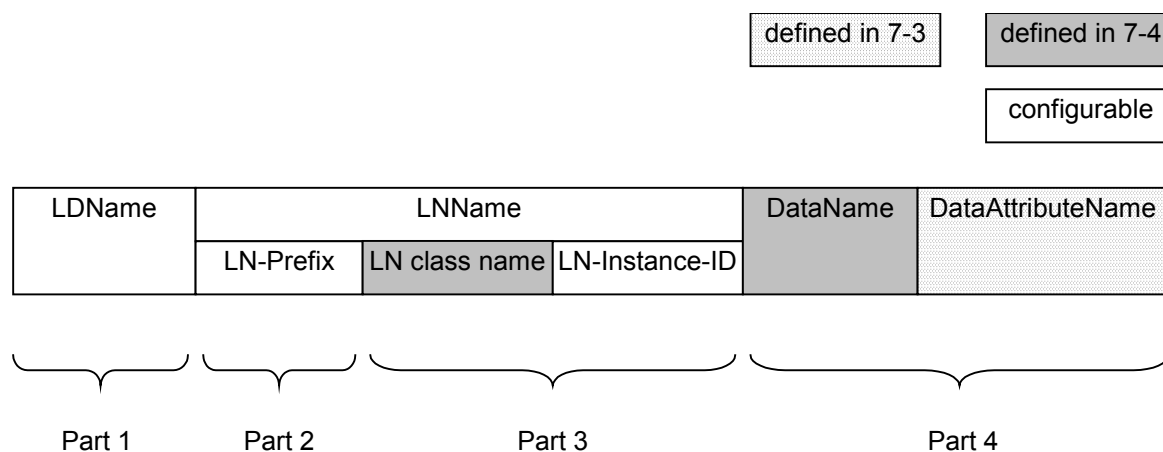 defined in 7-3
defined in 7-4
configurable
LDName
LNName
DataName
DataAttributeName
LN-Prefix
LN class name
LN-Instance-ID
Part 1
Part 2
Part 3
Part 4